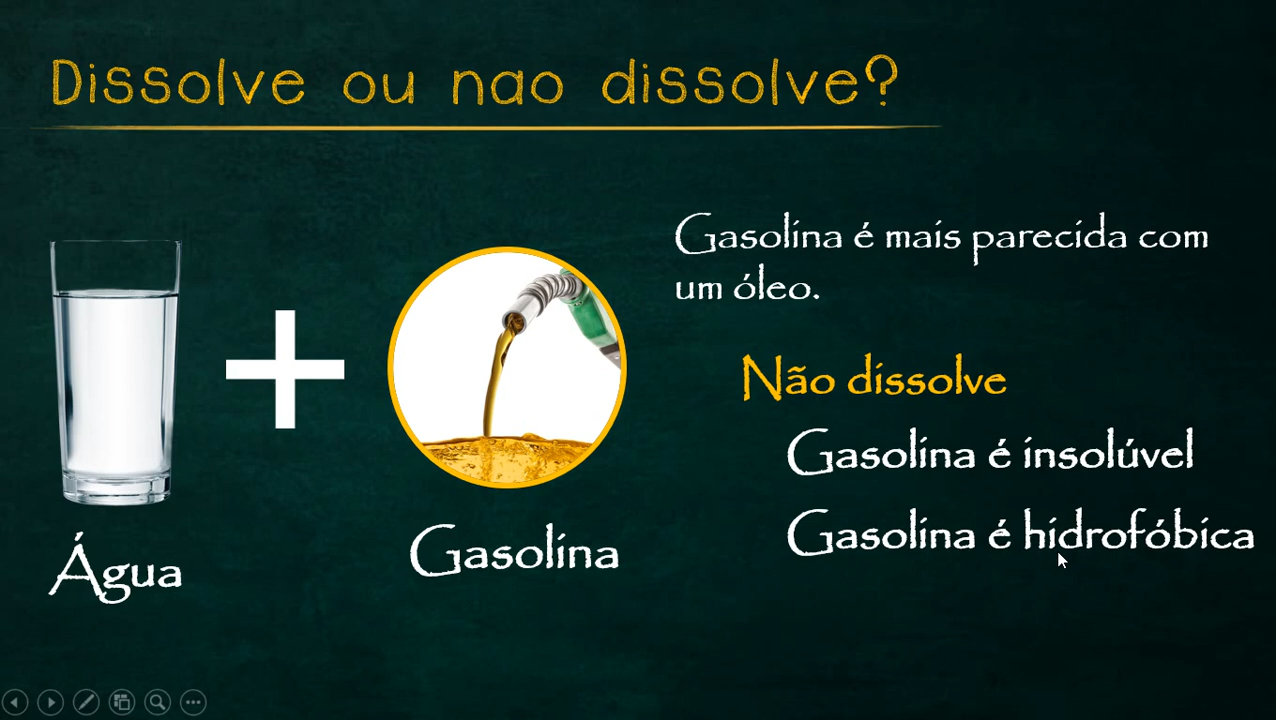 Dissolve ou nao dissolve?
Gasolina é mais parecida com
um óleo.
Não dissolve
Gasolina é insolúvel
Gasolina é hidrofóbica
Água
Gasolina